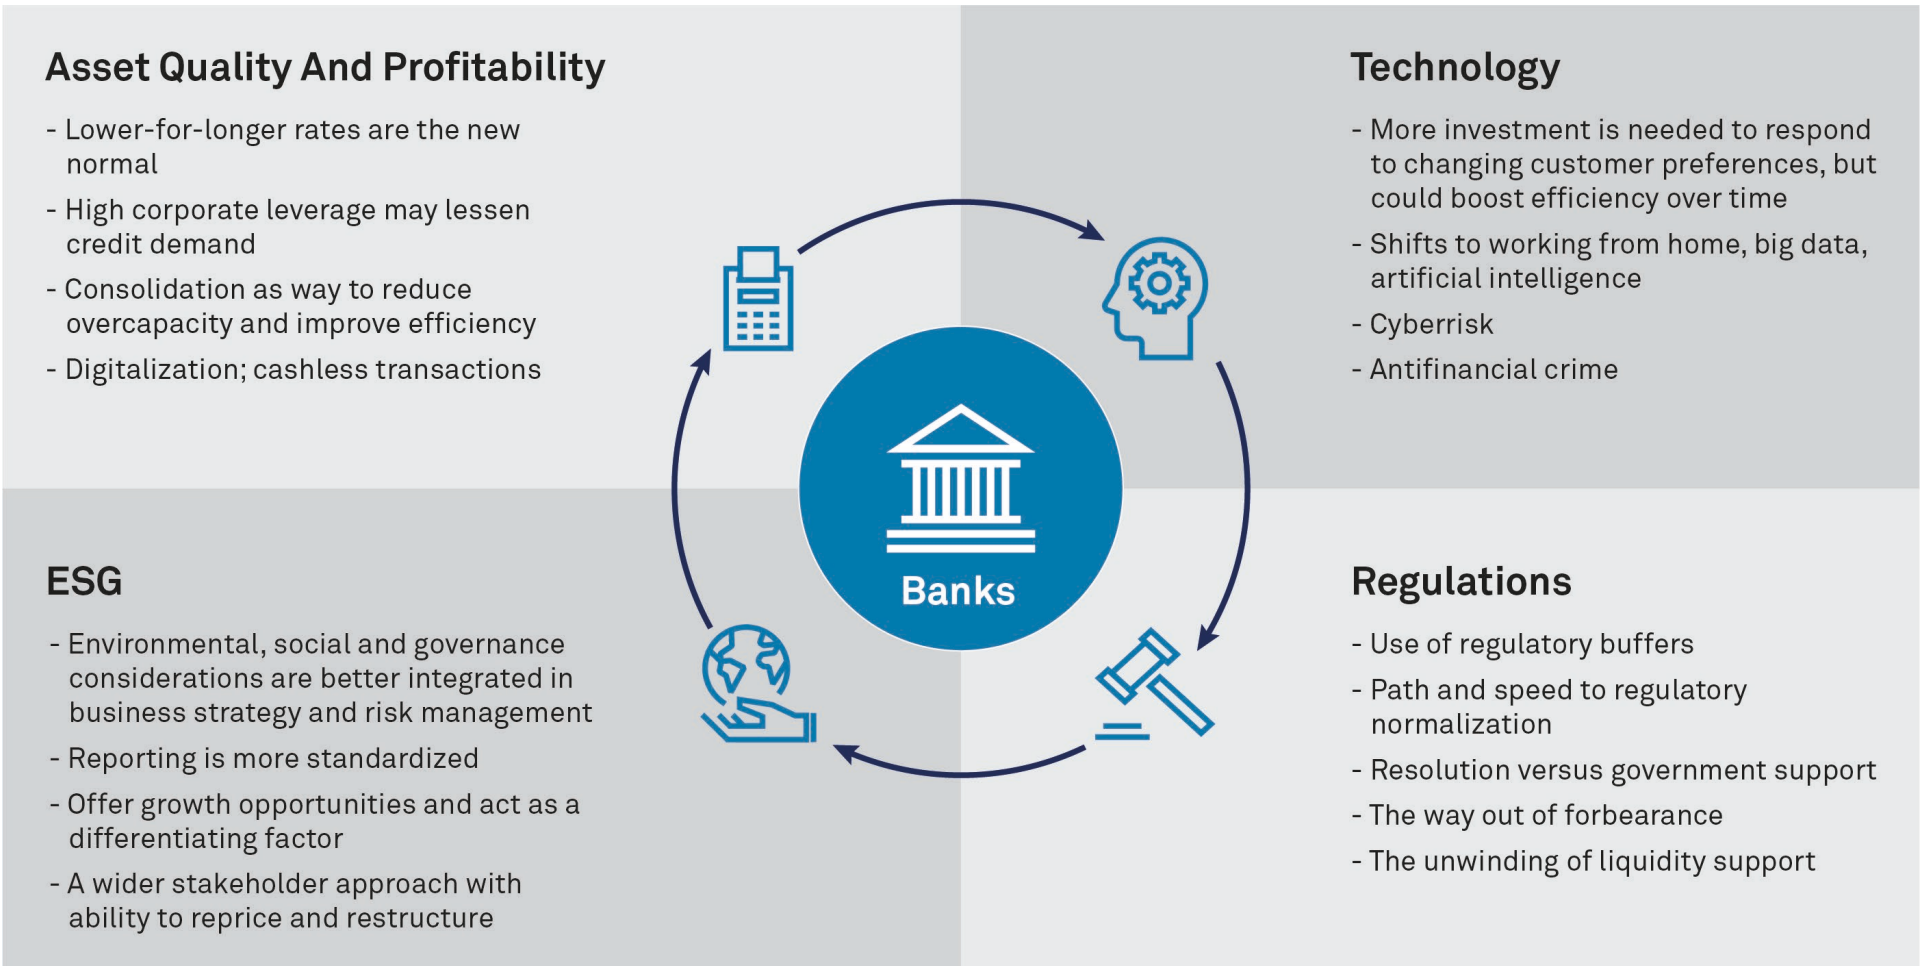 Asset Quality And Profitability
- Lower-for-longer rates are the new
normal
- High corporate leverage may lessen
credit demand
- Consolidation as way to reduce
overcapacity and improve efficiency
- Digitalization; cashless transactions
Technology
- More investment is needed to respond
to changing customer preferences, but
could boost efficiency over time
- Shifts to working from home, big data,
artificial intelligence
- Cyberrisk
- Antifinancial crime
Banks
ESG
- Environmental, social and governance
considerations are better integrated in
business strategy and risk management
- Reporting is more standardized
- Offer growth opportunities and act as a
differentiating factor
- A wider stakeholder approach with
ability to reprice and restructure
Regulations
- Use of regulatory buffers
- Path and speed to regulatory
normalization
- Resolution versus government support
- The way out of forbearance
- The unwinding of liquidity support